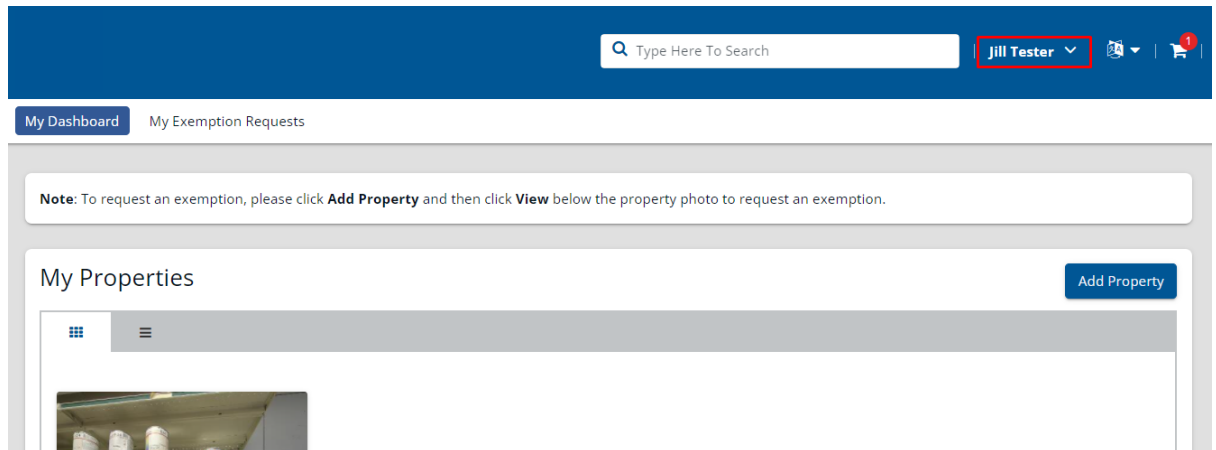 Type Here To Search
Jill Tester
1
My Dashboard
My Exemption Requests
Note: To request an exemption, please click Add Property and then click View below the property photo to request an exemption.
My Properties
Add Property